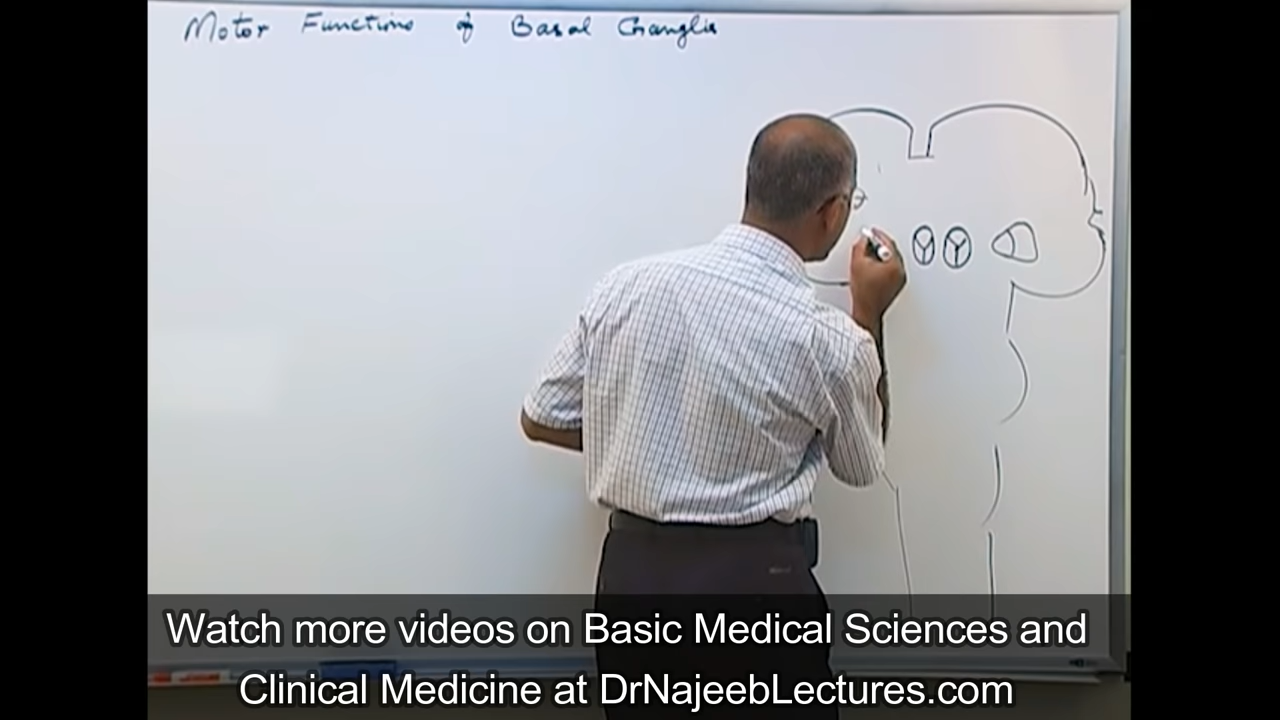 Motor Functions of Basal Ganglia
Watch more videos on Basic Medical Sciences and
Clinical Medicine at DrNajeebLectures.com